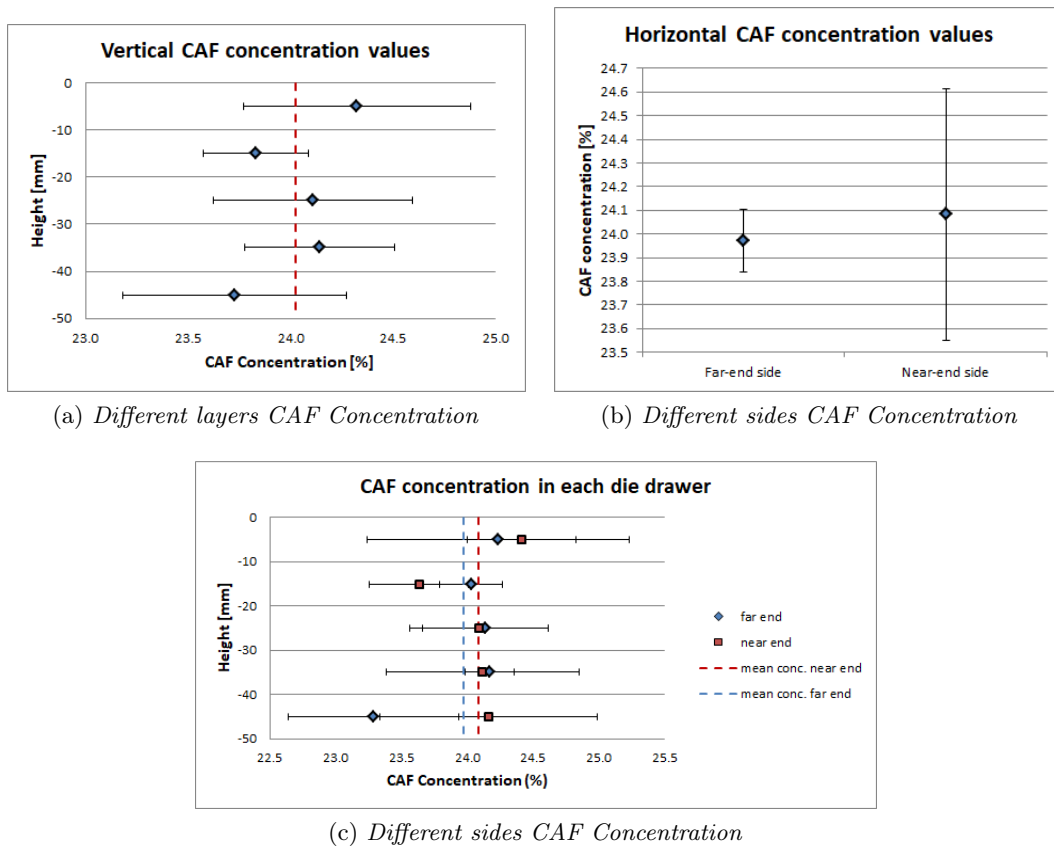 Vertical CAF concentration values
Height [mm]
0
-10
-20
-30
-40
-50
23.0 23.5 24.0 24.5 25.0
CAF Concentration [%]
(a) Different layers CAF Concentration
Horizontal CAF concentration values
CAF concentration [%]
24.7
24.6
24.5
24.4
24.3
24.2
24.1
24.0
23.9
23.8
23.7
23.6
23.5
Far-end side Near-end side
(b) Different sides CAF Concentration
CAF concentration in each die drawer
Height [mm]
0
-10
-20
-30
-40
-50
22.5 23.0 23.5 24.0 24.5 25.0 25.5
CAF Concentration (%)
far end
near end
mean conc. near end
mean conc. far end
(c) Different sides CAF Concentration